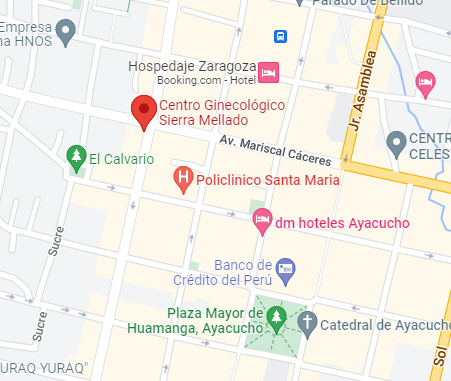 Parado De Bellido
Empresa
na HNOS
Hospedaje Zaragoza
Booking.com - Hotel
Jr. Asamblea
Centro Ginecológico
Sierra Mellado
Av. Mariscal Cáceres
CENTR
CELEST
El Calvario
H
Policlinico Santa Maria
dm hoteles Ayacucho
Sucre
Banco de
Crédito del Perú
Plaza Mayor de
Huamanga, Ayacucho
Catedral de Ayacucho
Sucre
Sol
URAQ YURAQ"